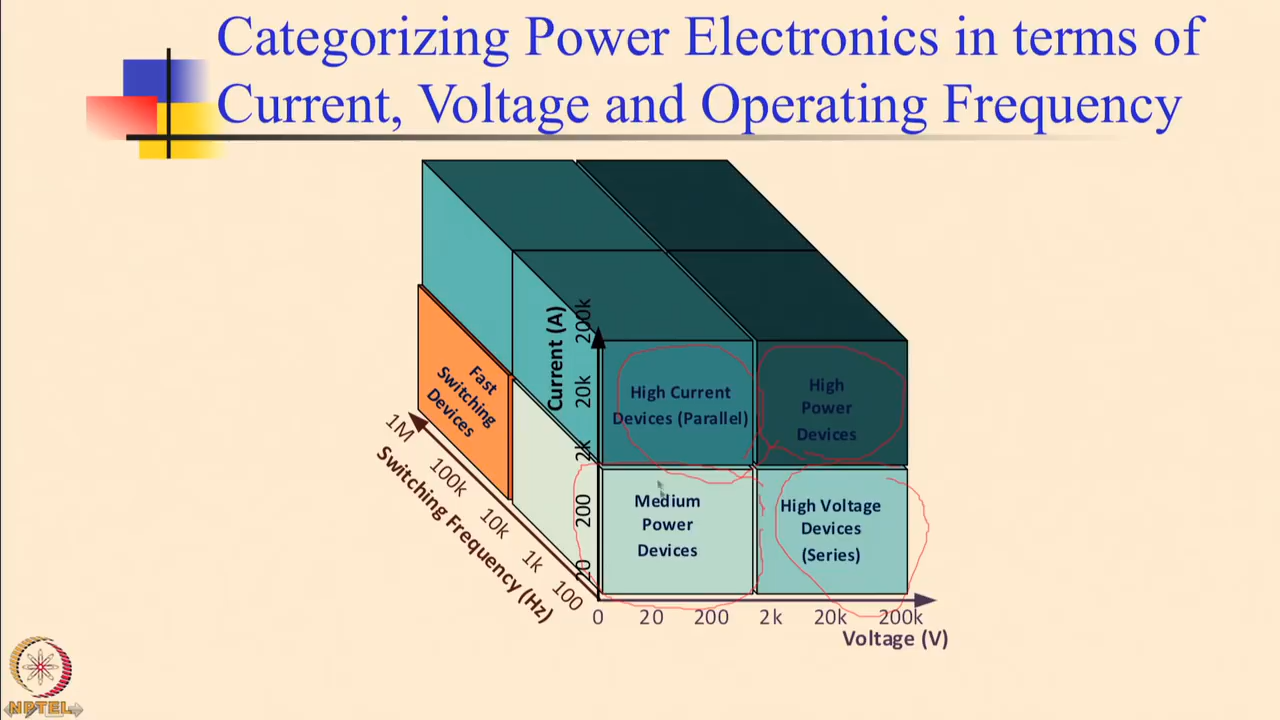 Categorizing Power Electronics in terms of
Current, Voltage and Operating Frequency
Current (A)
200k
20k
2k
200
20
High Current
Devices (Parallel)
High
Power
Devices
Fast
Switching
Devices
Medium
Power
Devices
High Voltage
Devices
(Series)
1M
100k
10k
1k
100
Switching Frequency (Hz)
0 20 200 2k 20k 200k
Voltage (V)
NPTEL